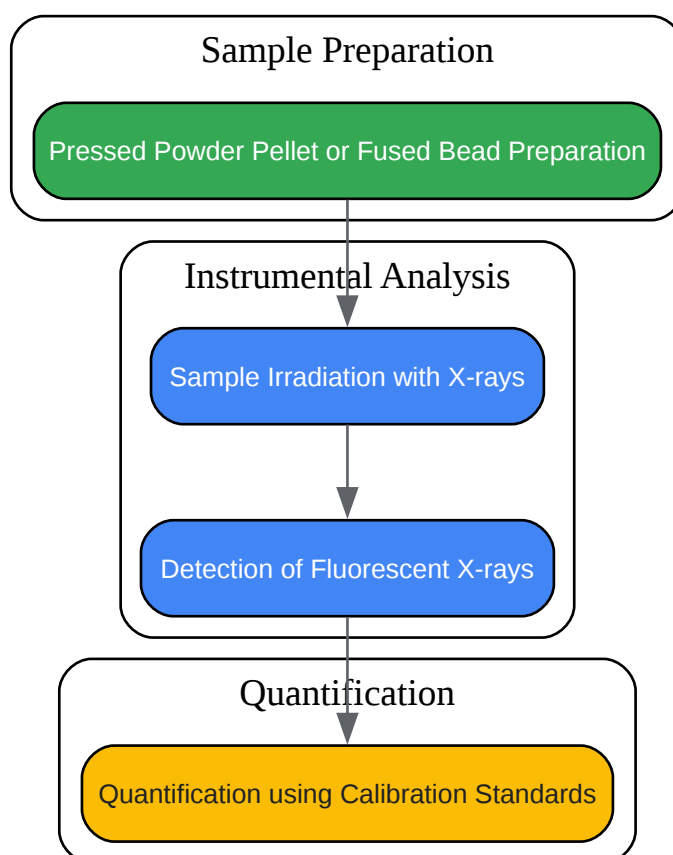 Sample Preparation
Pressed Powder Pellet or Fused Bead Preparation
Instrumental Analysis
Sample Irradiation with X-rays
Detection of Fluorescent X-rays
Quantification
Quantification using Calibration Standards